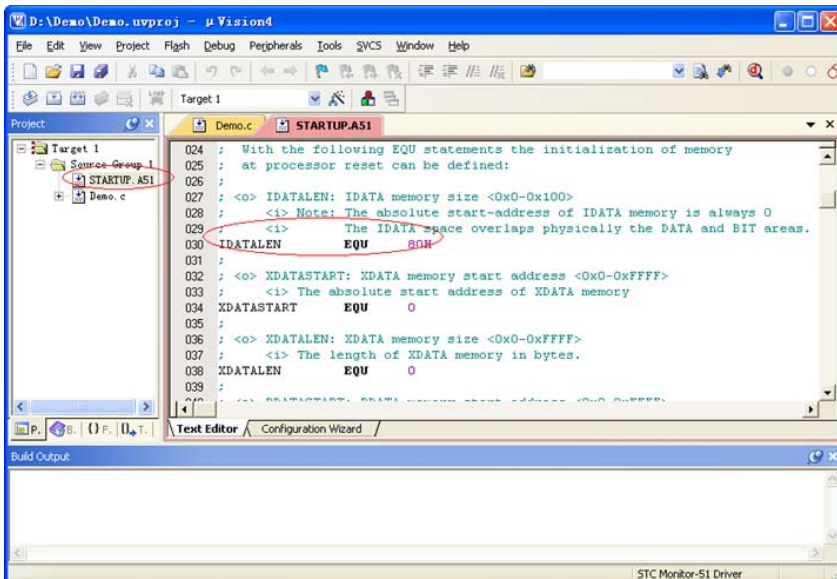 D:\Demo\Demo.uvproj - µVision4
File Edit View Project Flash Debug Peripherals Tools SVCS Window Help
Target 1
Project
Demo.c STARTUP.A51
Target 1
Source Group 1
STARTUP.A51
Demo.c
024 ; With the following EQU statements the initialization of memory
025 ; at processor reset can be defined:
026 ;
027 ; <o> IDATALEN: IDATA memory size <0x0-0x100>
028 ; <i> Note: The absolute start-address of IDATA memory is always 0
029 ; <i> The IDATA space overlaps physically the DATA and BIT areas.
030 IDATALEN EQU 80H
031 ;
032 ; <o> XDATASTART: XDATA memory start address <0x0-0xFFFF>
033 ; <i> The absolute start address of XDATA memory
034 XDATASTART EQU 0
035 ;
036 ; <o> XDATALEN: XDATA memory size <0x0-0xFFFF>
037 ; <i> The length of XDATA memory in bytes.
038 XDATALEN EQU 0
039 ;
P. B. {} F. 0 T.
Text Editor Configuration Wizard
Build Output
STC Monitor-51 Driver